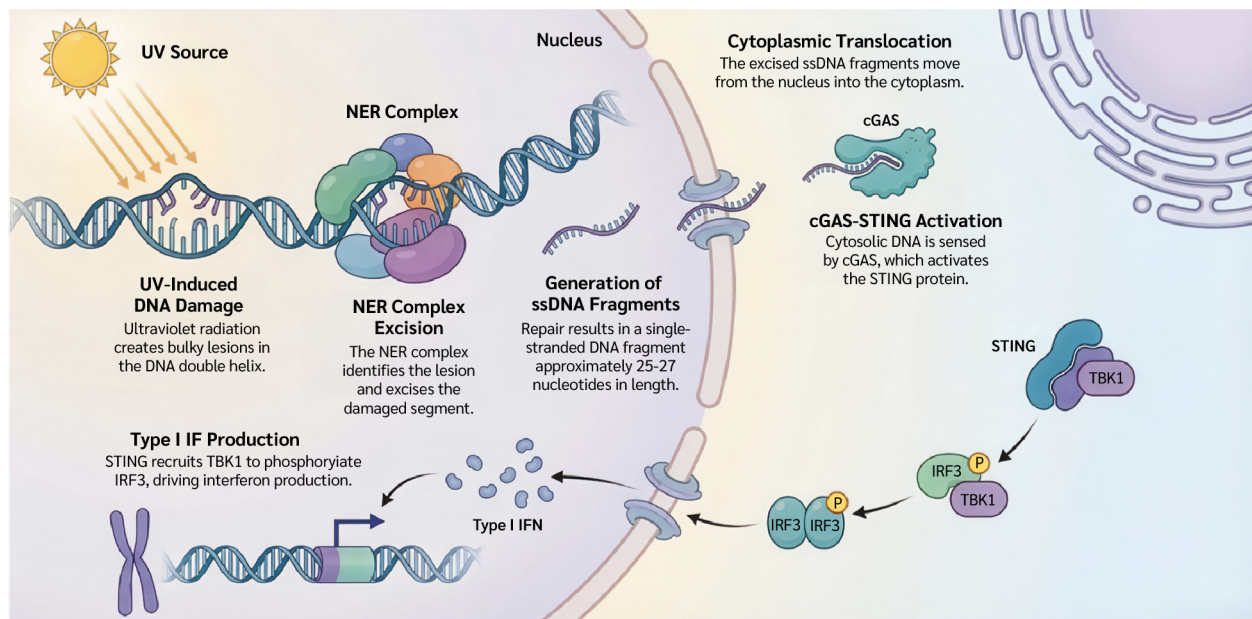 UV Source
Nucleus
Cytoplasmic Translocation
The excised ssDNA fragments move
from the nucleus into the cytoplasm.
NER Complex
cGAS
cGAS-STING Activation
Cytosolic DNA is sensed
by cGAS, which activates
the STING protein.
UV-Induced
DNA Damage
Ultraviolet radiation
creates bulky lesions in
the DNA double helix.
NER Complex
Excision
The NER complex
identifies the lesion
and excises the
damaged segment.
Generation of
ssDNA Fragments
Repair results in a single-
stranded DNA fragment
approximately 25-27
nucleotides in length.
STING
TBK1
IRF3
P
TBK1
IRF3
IRF3
P
Type I IF Production
STING recruits TBK1 to phosphoryiate
IRF3, driving interferon production.
Type I IFN